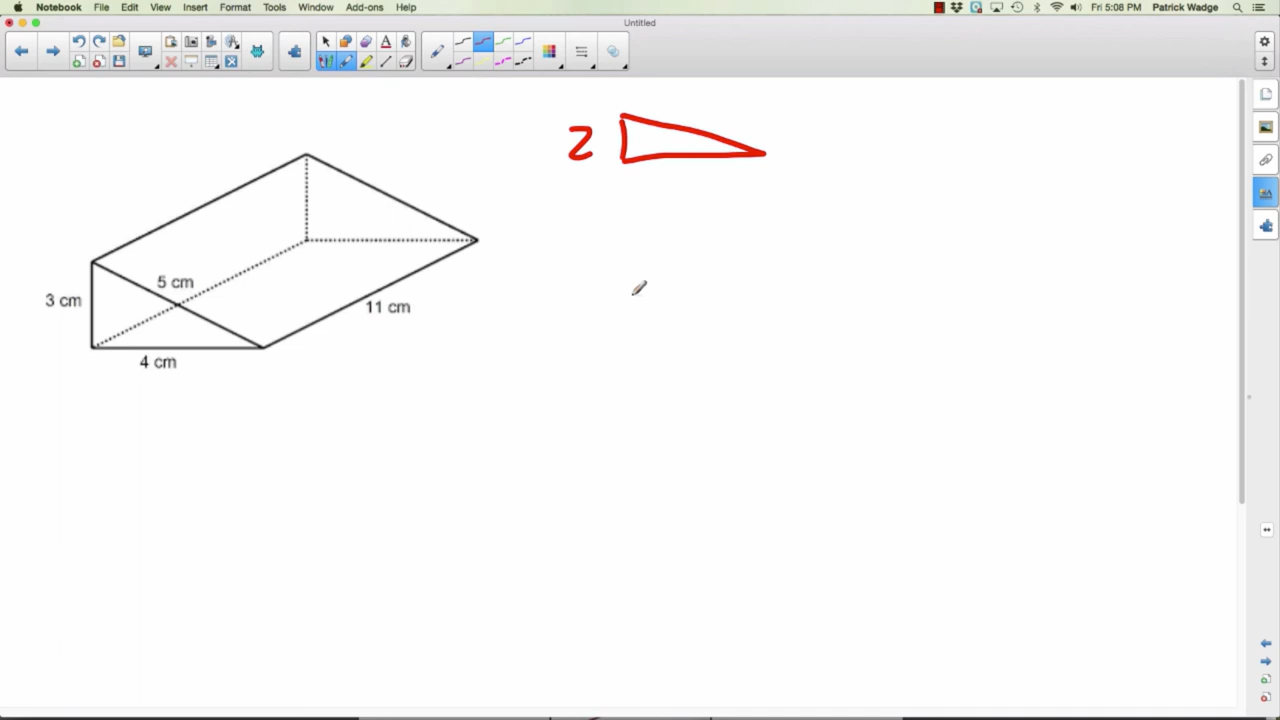 Notebook File Edit View Insert Format Tools Window Add-ons Help Fri 5:08 PM Patrick Wadge
Untitled
2
5 cm
3 cm
11 cm
4 cm